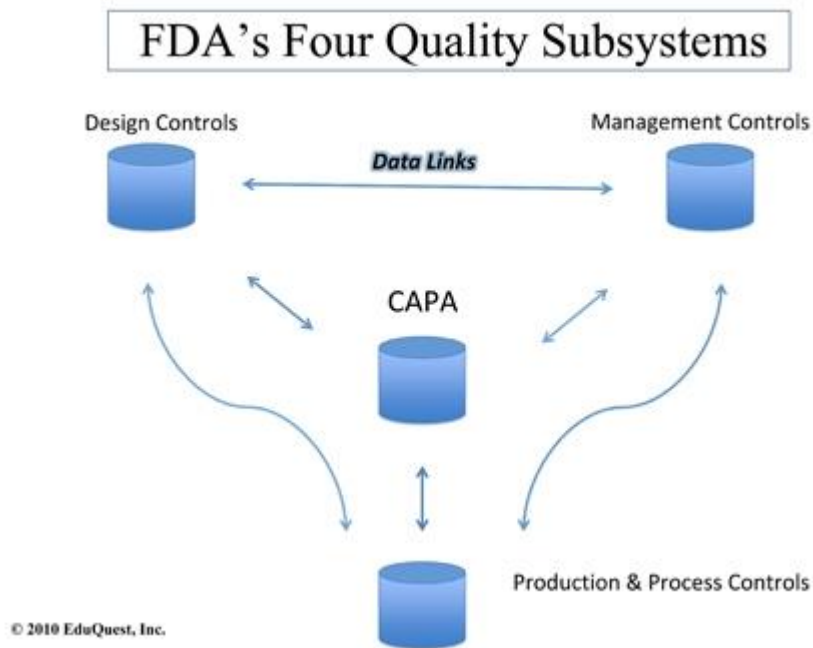 FDA's Four Quality Subsystems
Design Controls
Management Controls
Data Links
CAPA
Production & Process Controls
© 2010 EduQuest, Inc.